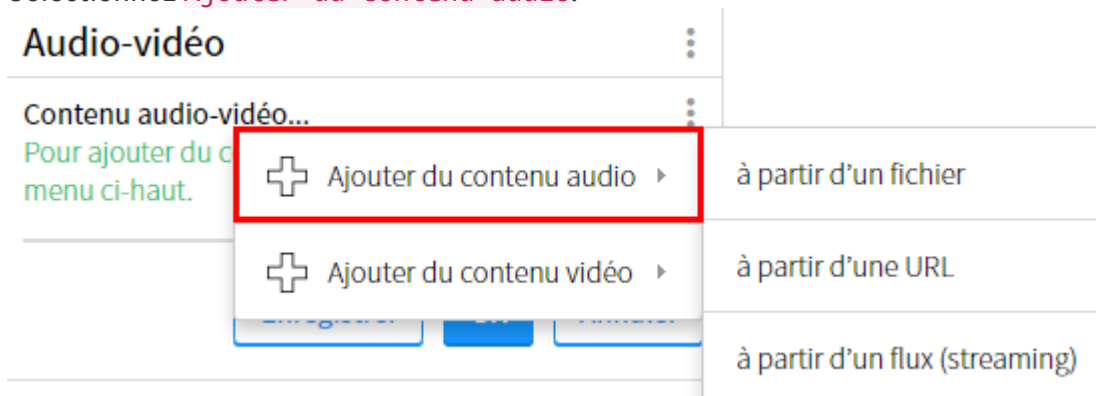 Audio-vidéo
Contenu audio-vidéo...
Pour ajouter du
menu ci-haut.
Ajouter du contenu audio
Ajouter du contenu vidéo
à partir d’un fichier
à partir d’une URL
à partir d’un flux (streaming)